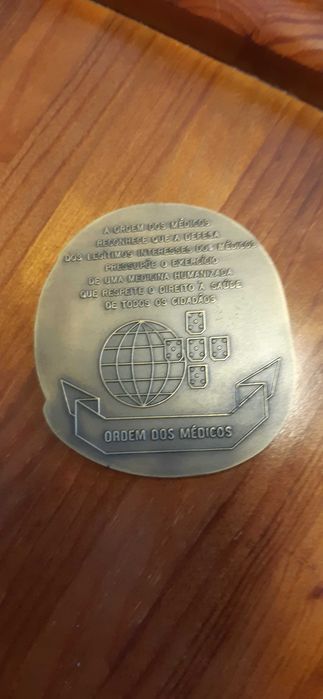 A ORDEM DOS MÉDICOS
RECONHECE QUE A DEFESA
DOS LEGÍTIMOS INTERESSES DOS MÉDICOS
PRESSUPÕE O EXERCÍCIO
DE UMA MEDICINA HUMANIZADA
QUE RESPEITE O DIREITO À SAÚDE
DE TODOS OS CIDADÃOS
ORDEM DOS MÉDICOS